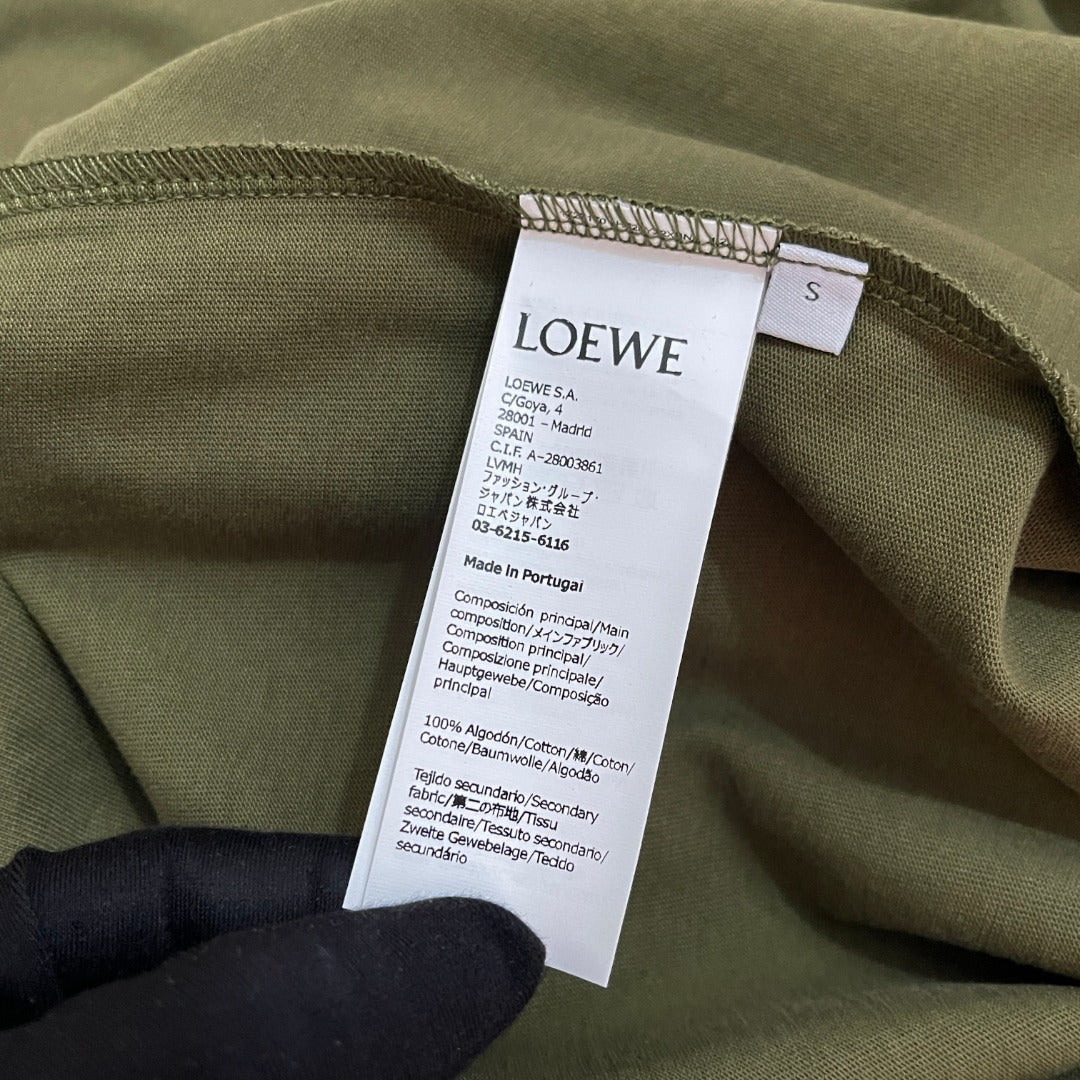 S
LOEWE
LOEWE S.A.
C/Goya, 4
28001 – Madrid
SPAIN
C.I.F. A-28003861
LVMH
ファッション・グループ・
ジャパン株式会社
ロエベジャパン
03-6215-6116
Made in Portugal
Composición principal/Main
composition/メインファブリック/
Composition principal/
Composizione principale/
Hauptgewebe/Composição
principal
100% Algodón/Cotton/綿/Coton/
Cotone/Baumwolle/Algodão
Tejido secundario/Secondary
fabric/第二の布地/Tissu
secondaire/Tessuto secondario/
Zweite Gewebelage/Tecido
secundário